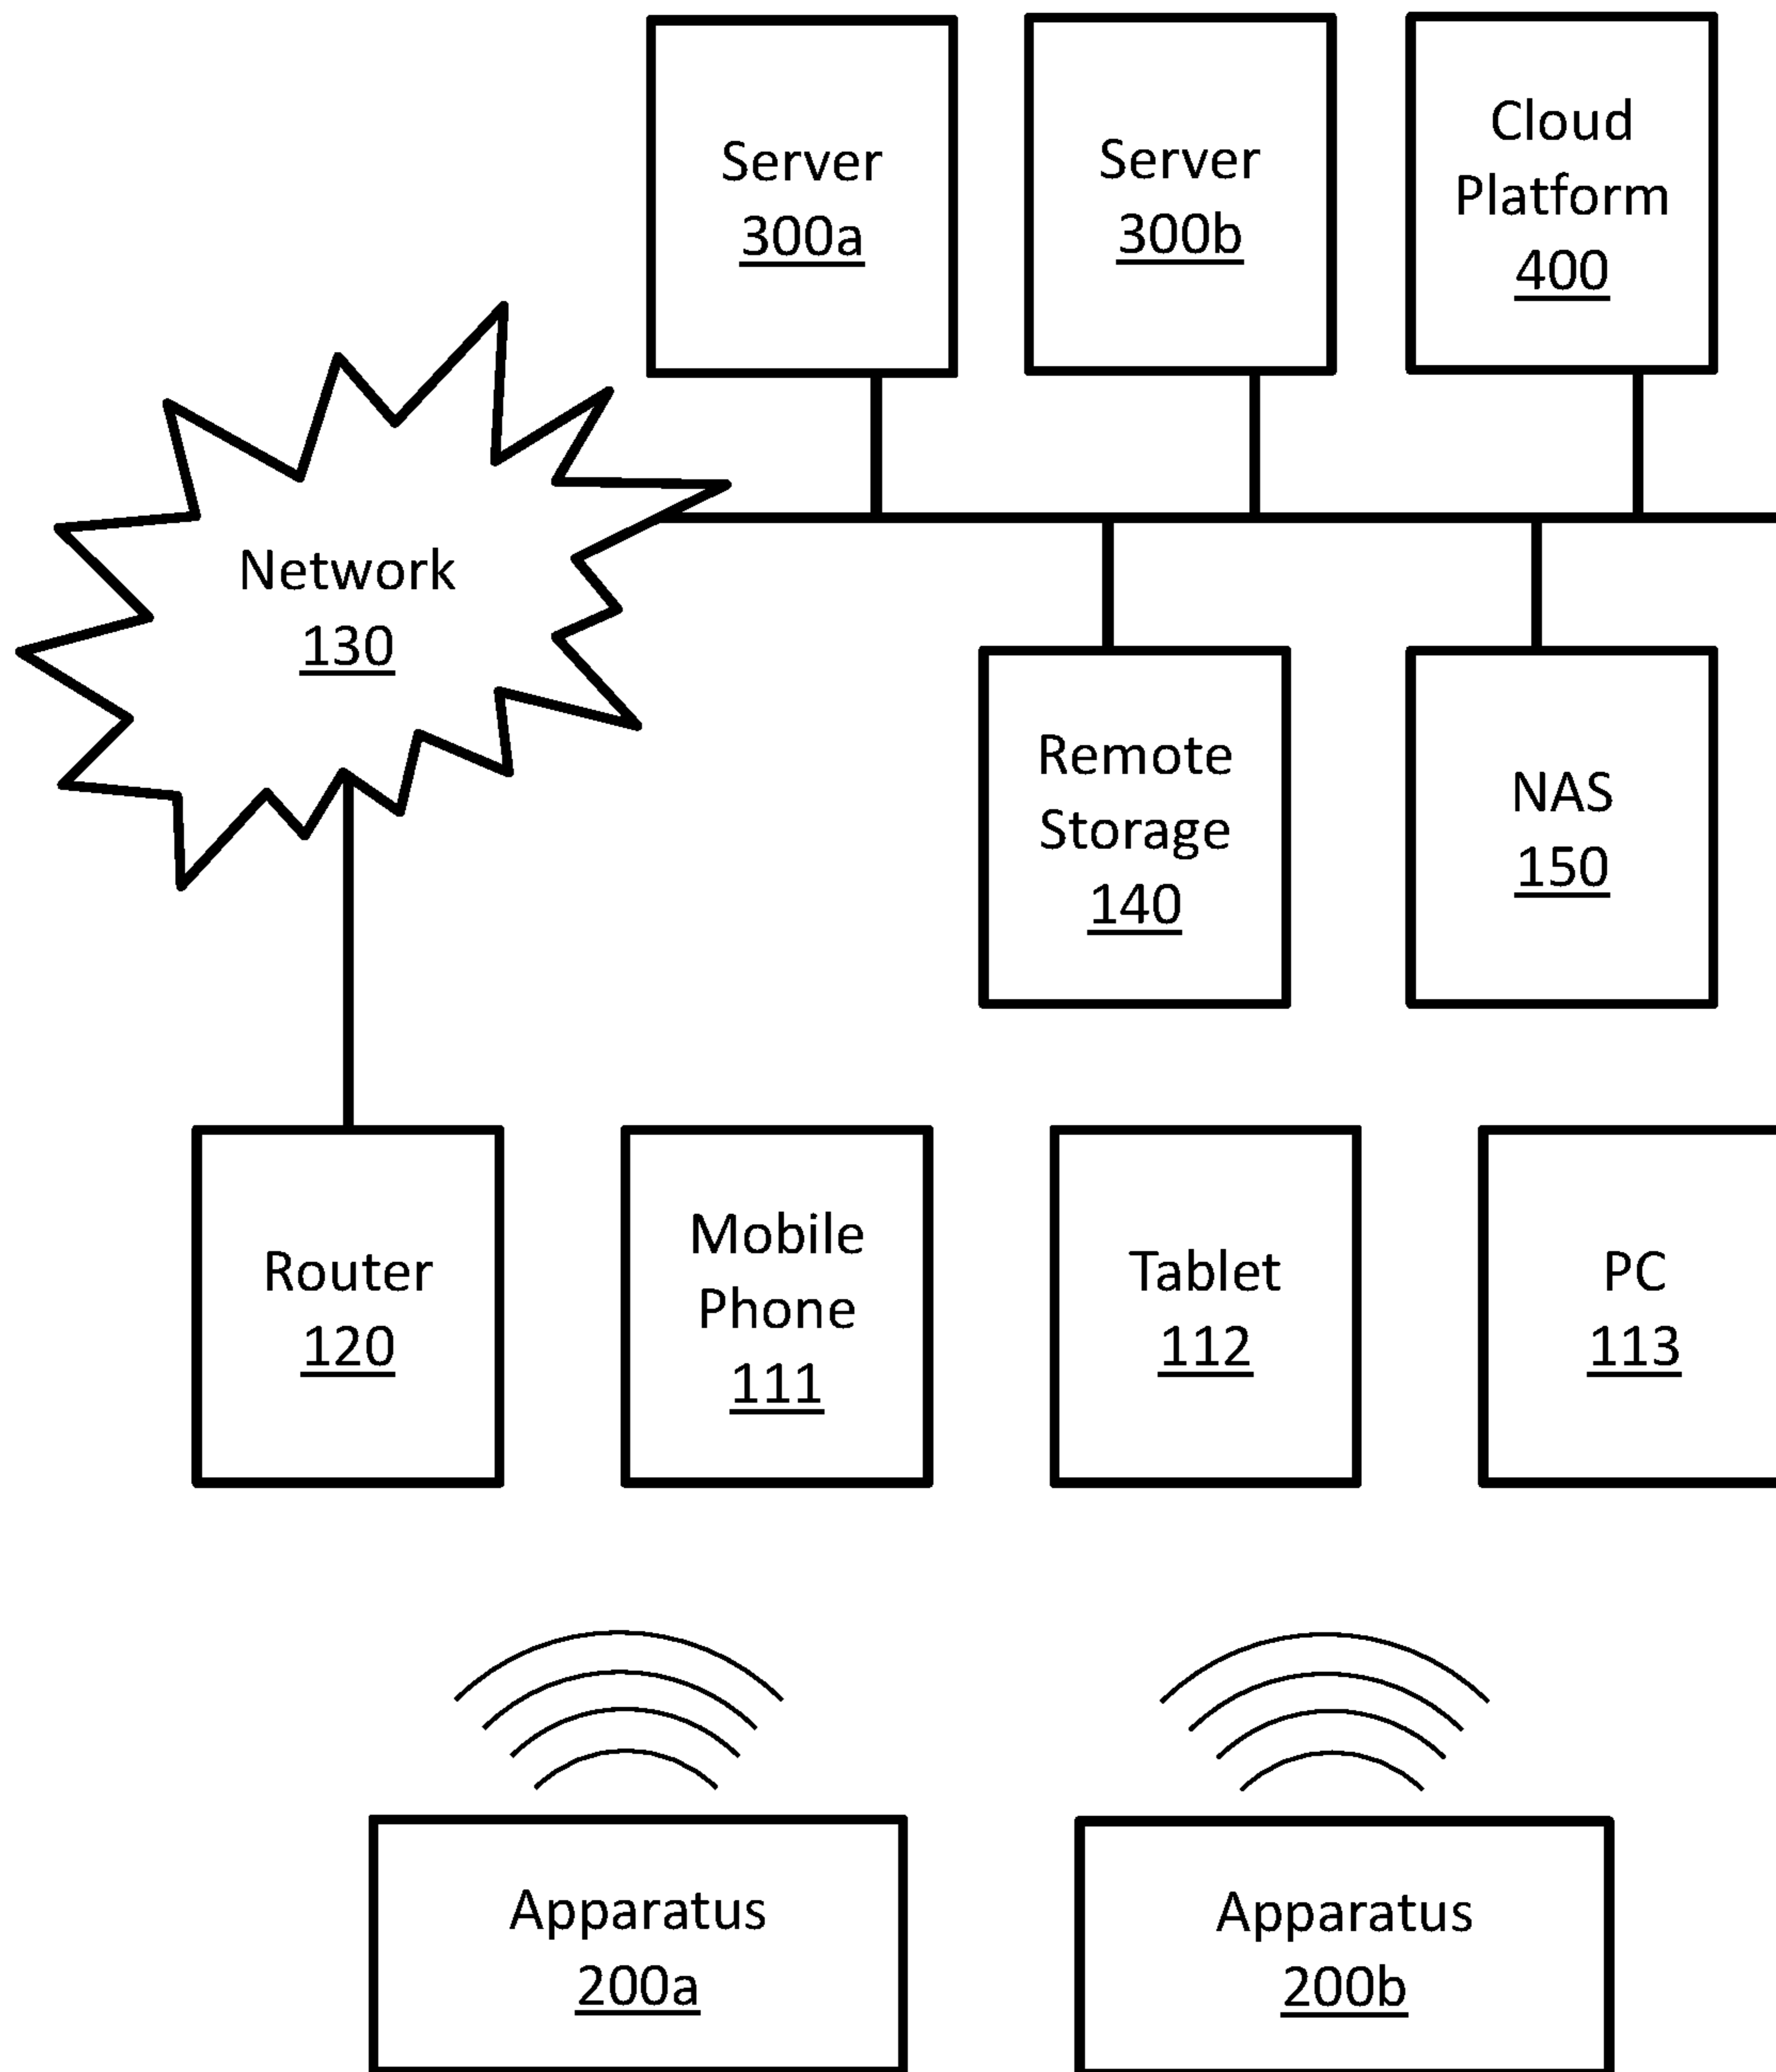 Server
300a
Server
300b
Cloud
Platform
400
Network
130
Remote
Storage
140
NAS
150
Router
120
Mobile
Phone
111
Tablet
112
PC
113
Apparatus
200a
Apparatus
200b